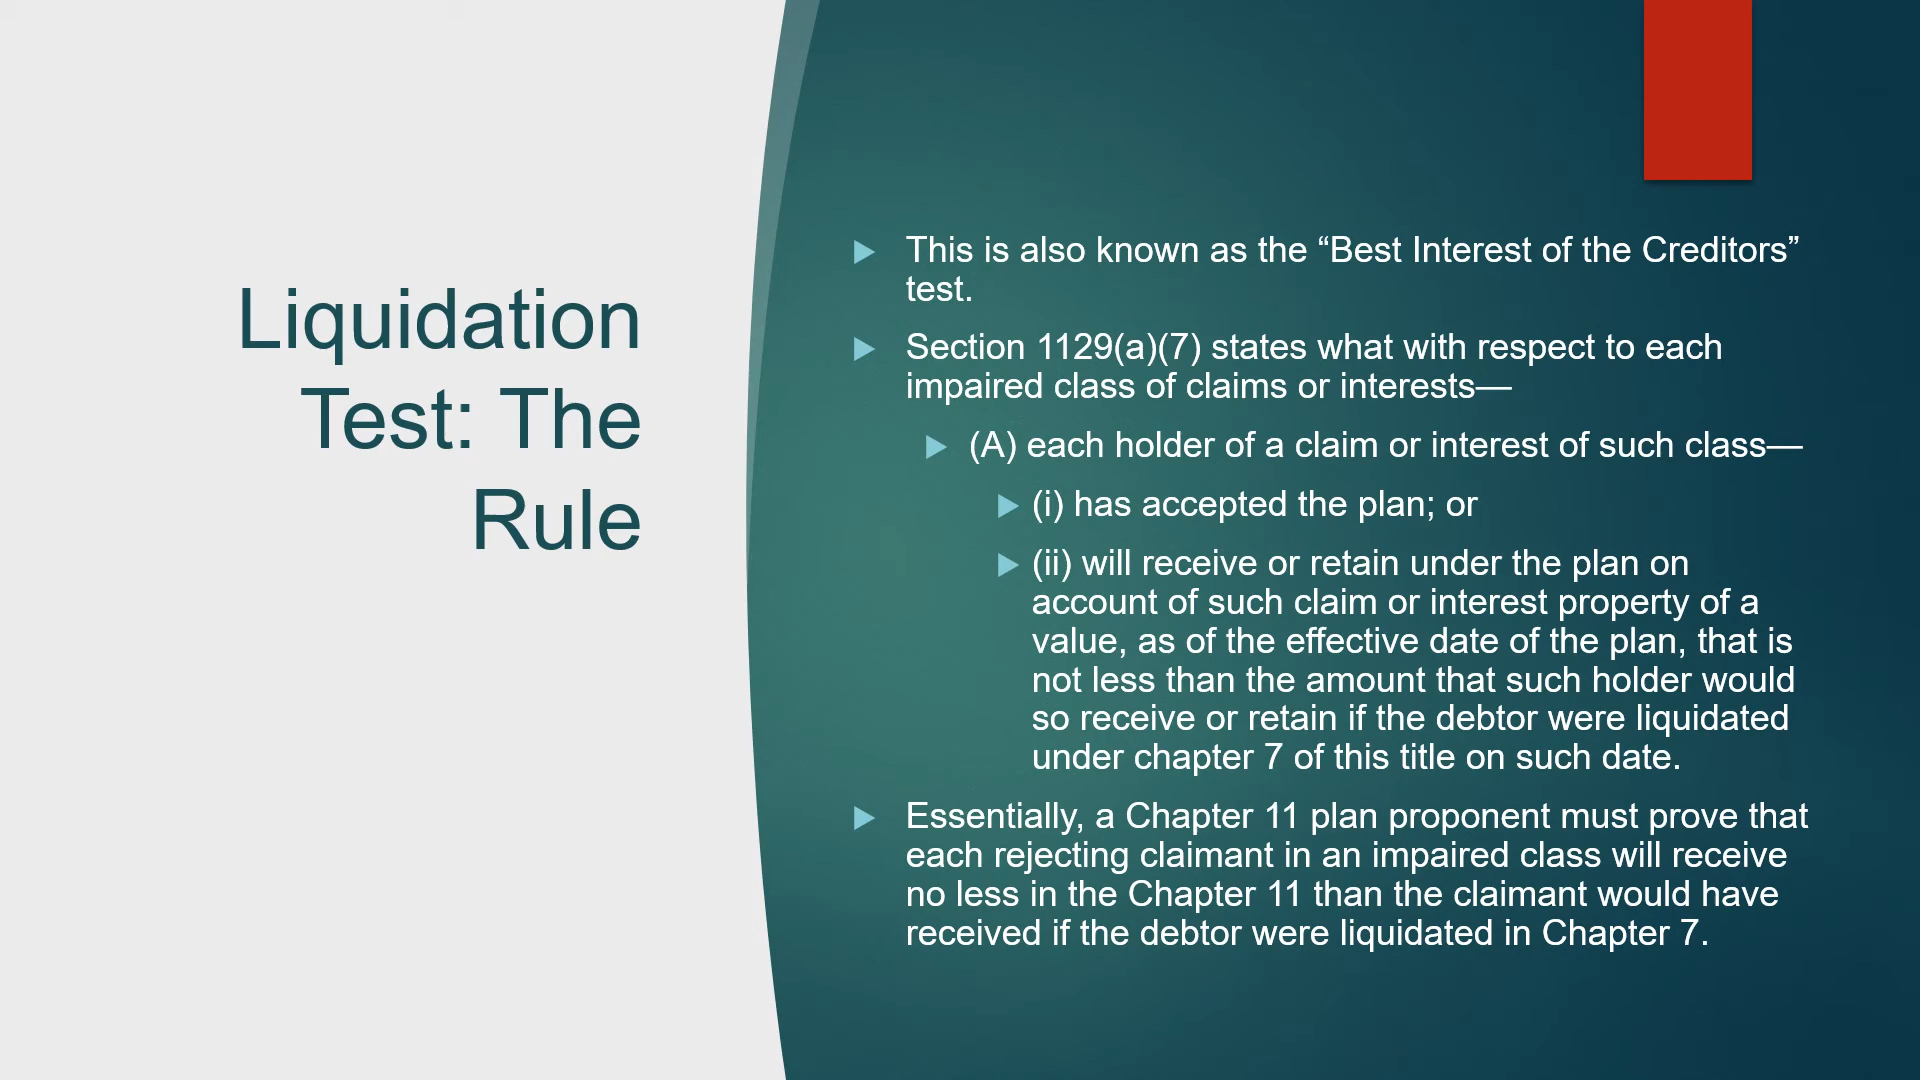 Liquidation
Test: The
Rule
This is also known as the “Best Interest of the Creditors”
test.
Section 1129(a)(7) states what with respect to each
impaired class of claims or interests—
(A) each holder of a claim or interest of such class—
(i) has accepted the plan; or
(ii) will receive or retain under the plan on
account of such claim or interest property of a
value, as of the effective date of the plan, that is
not less than the amount that such holder would
so receive or retain if the debtor were liquidated
under chapter 7 of this title on such date.
Essentially, a Chapter 11 plan proponent must prove that
each rejecting claimant in an impaired class will receive
no less in the Chapter 11 than the claimant would have
received if the debtor were liquidated in Chapter 7.